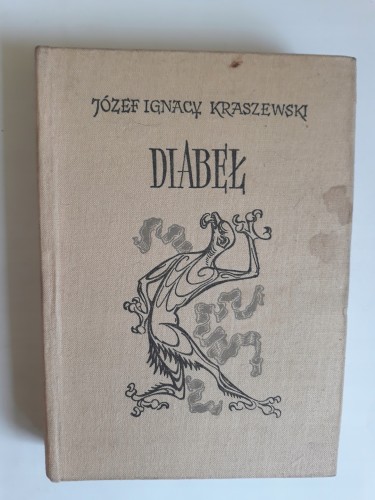 JÓZEF IGNACY KRASZEWSKI
DIABEŁ